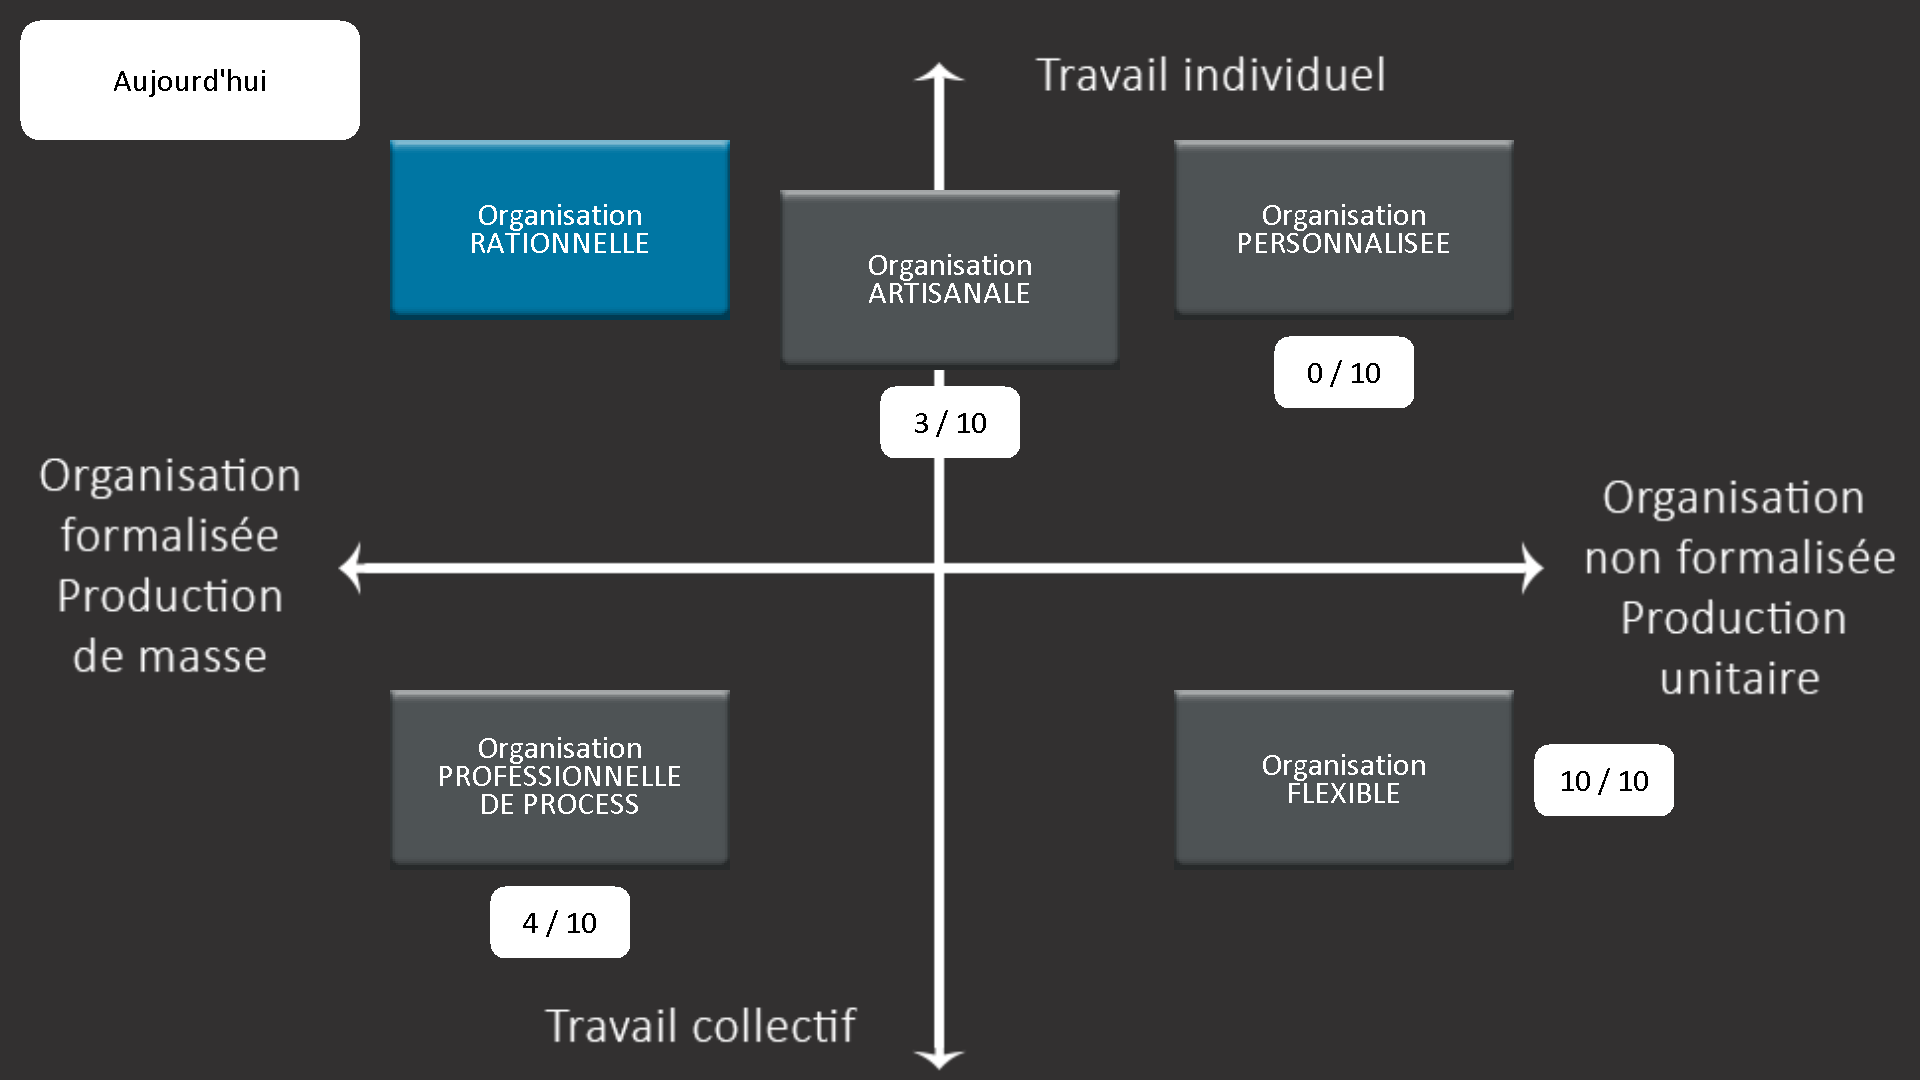 Aujourd'hui
Travail individuel
Organisation
RATIONNELLE
Organisation
ARTISANALE
Organisation
PERSONNALISEE
3 / 10
0 / 10
Organisation
formalisée
Production
de masse
Organisation
non formalisée
Production
unitaire
Organisation
PROFESSIONNELLE
DE PROCESS
4 / 10
Organisation
FLEXIBLE
10 / 10
Travail collectif